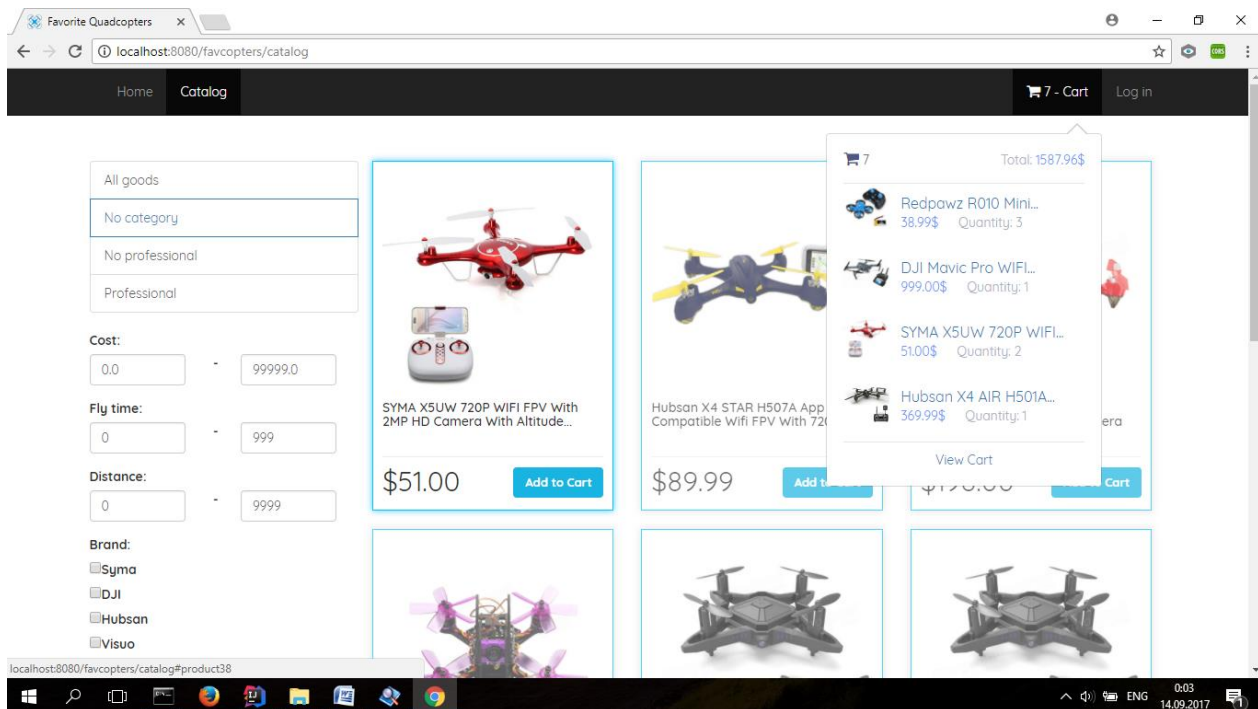 Favorite Quadcopters
localhost:8080/favcopters/catalog
CORS
Home Catalog 7 - Cart Log in
7 Total: 1587.96$
Redpawz R010 Mini...
38.99$ Quantity: 3
DJI Mavic Pro WIFI...
999.00$ Quantity: 1
SYMA X5UW 720P WIFI...
51.00$ Quantity: 2
Hubsan X4 AIR H501A...
369.99$ Quantity: 1
View Cart
All goods
No category
No professional
Professional
Cost:
0.0 - 99999.0
Fly time:
0 - 999
Distance:
0 - 9999
Brand:
Syma
DJI
Hubsan
Visuo
SYMA X5UW 720P WIFI FPV With
2MP HD Camera With Altitude...
$51.00 Add to Cart
Hubsan X4 STAR H507A App
Compatible Wifi FPV With
$89.99 Add
Cart
localhost:8080/favcopters/catalog#product38
ENG
0:03
14.09.2017